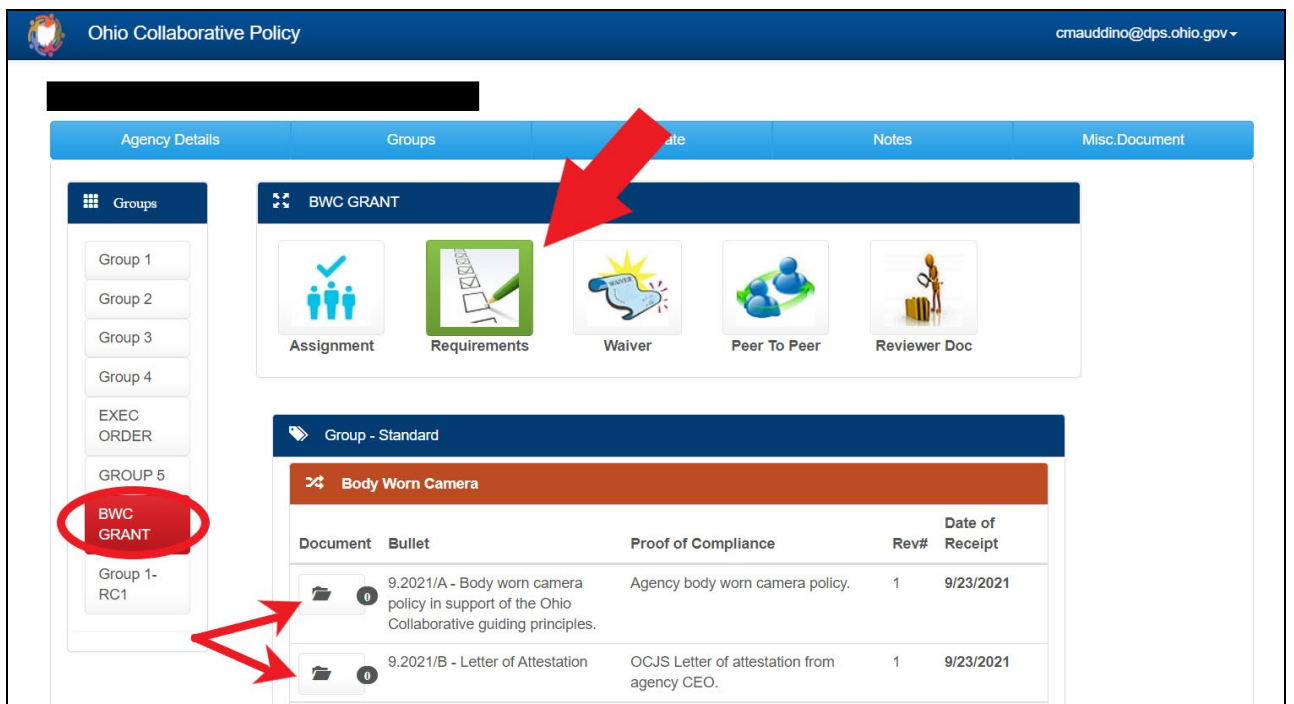 Ohio Collaborative Policy
cmauddino@dps.ohio.gov
Agency Details
Groups
Notes
Misc.Document
Groups
Group 1
Group 2
Group 3
Group 4
EXEC
ORDER
GROUP 5
BWC
GRANT
Group 1-
RC1
BWC GRANT
WAIVER
Assignment
Requirements
Waiver
Peer To Peer
Reviewer Doc
Group - Standard
Body Worn Camera
Document Bullet Proof of Compliance Rev# Date of
Receipt
0 9.2021/A - Body worn camera Agency body worn camera policy. 1 9/23/2021
policy in support of the Ohio
Collaborative guiding principles.
0 9.2021/B - Letter of Attestation OCJS Letter of attestation from 1 9/23/2021
agency CEO.